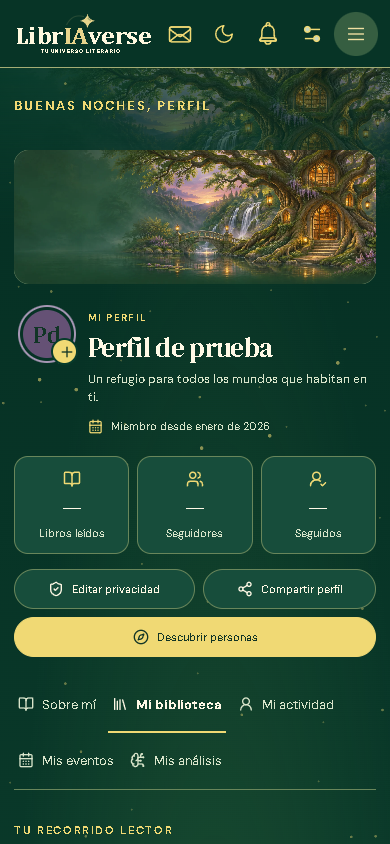 LibrIAverse
TU UNIVERSO LITERARIO
BUENAS NOCHES, PERFIL
Pd
MI PERFIL
Perfil de prueba
Un refugio para todos los mundos que habitan en
ti.
Miembro desde enero de 2026
— — —
Libros leídos Seguidores Seguidos
Editar privacidad Compartir perfil
Descubrir personas
Sobre mí Mi biblioteca Mi actividad
Mis eventos Mis análisis
TU RECORRIDO LECTOR